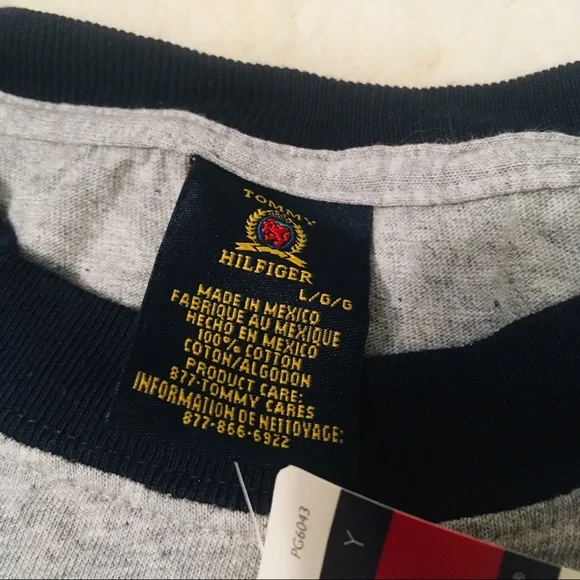 TOMMY
HILFIGER
L/G/G
MADE IN MEXICO
FABRIQUE AU MEXIQUE
HECHO EN MEXICO
100% COTTON
COTON/ALGODON
PRODUCT CARE:
877-TOMMY CARES
INFORMATION DE NETTOYAGE:
877-866-6922
PG6043
Y